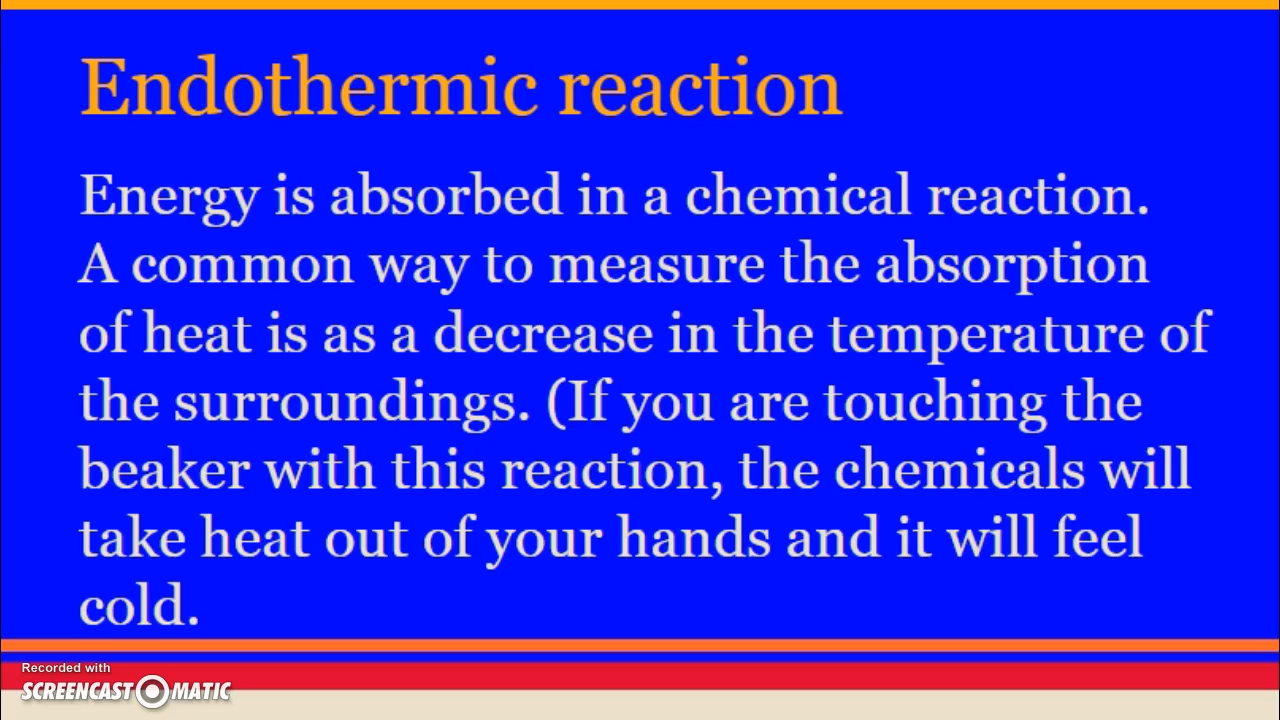 Endothermic reaction
Energy is absorbed in a chemical reaction.
A common way to measure the absorption
of heat is as a decrease in the temperature of
the surroundings. (If you are touching the
beaker with this reaction, the chemicals will
take heat out of your hands and it will feel
cold.
Recorded with
SCREENCAST MATIC